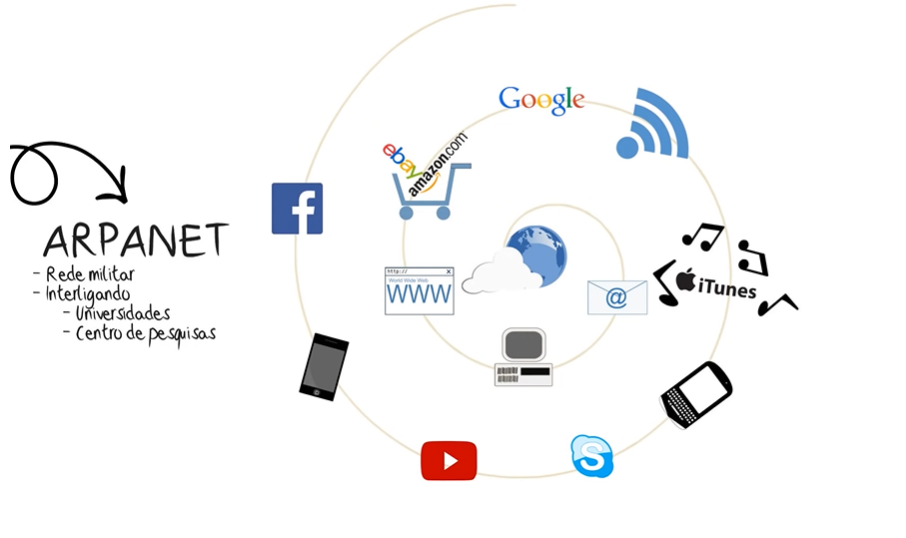 ARPANET
- Rede militar
- Interligando
- Universidades
- Centro de pesquisas
Google
ebay
amazon.com
f
http:// x
World Wide Web
WWW
@
iTunes
S